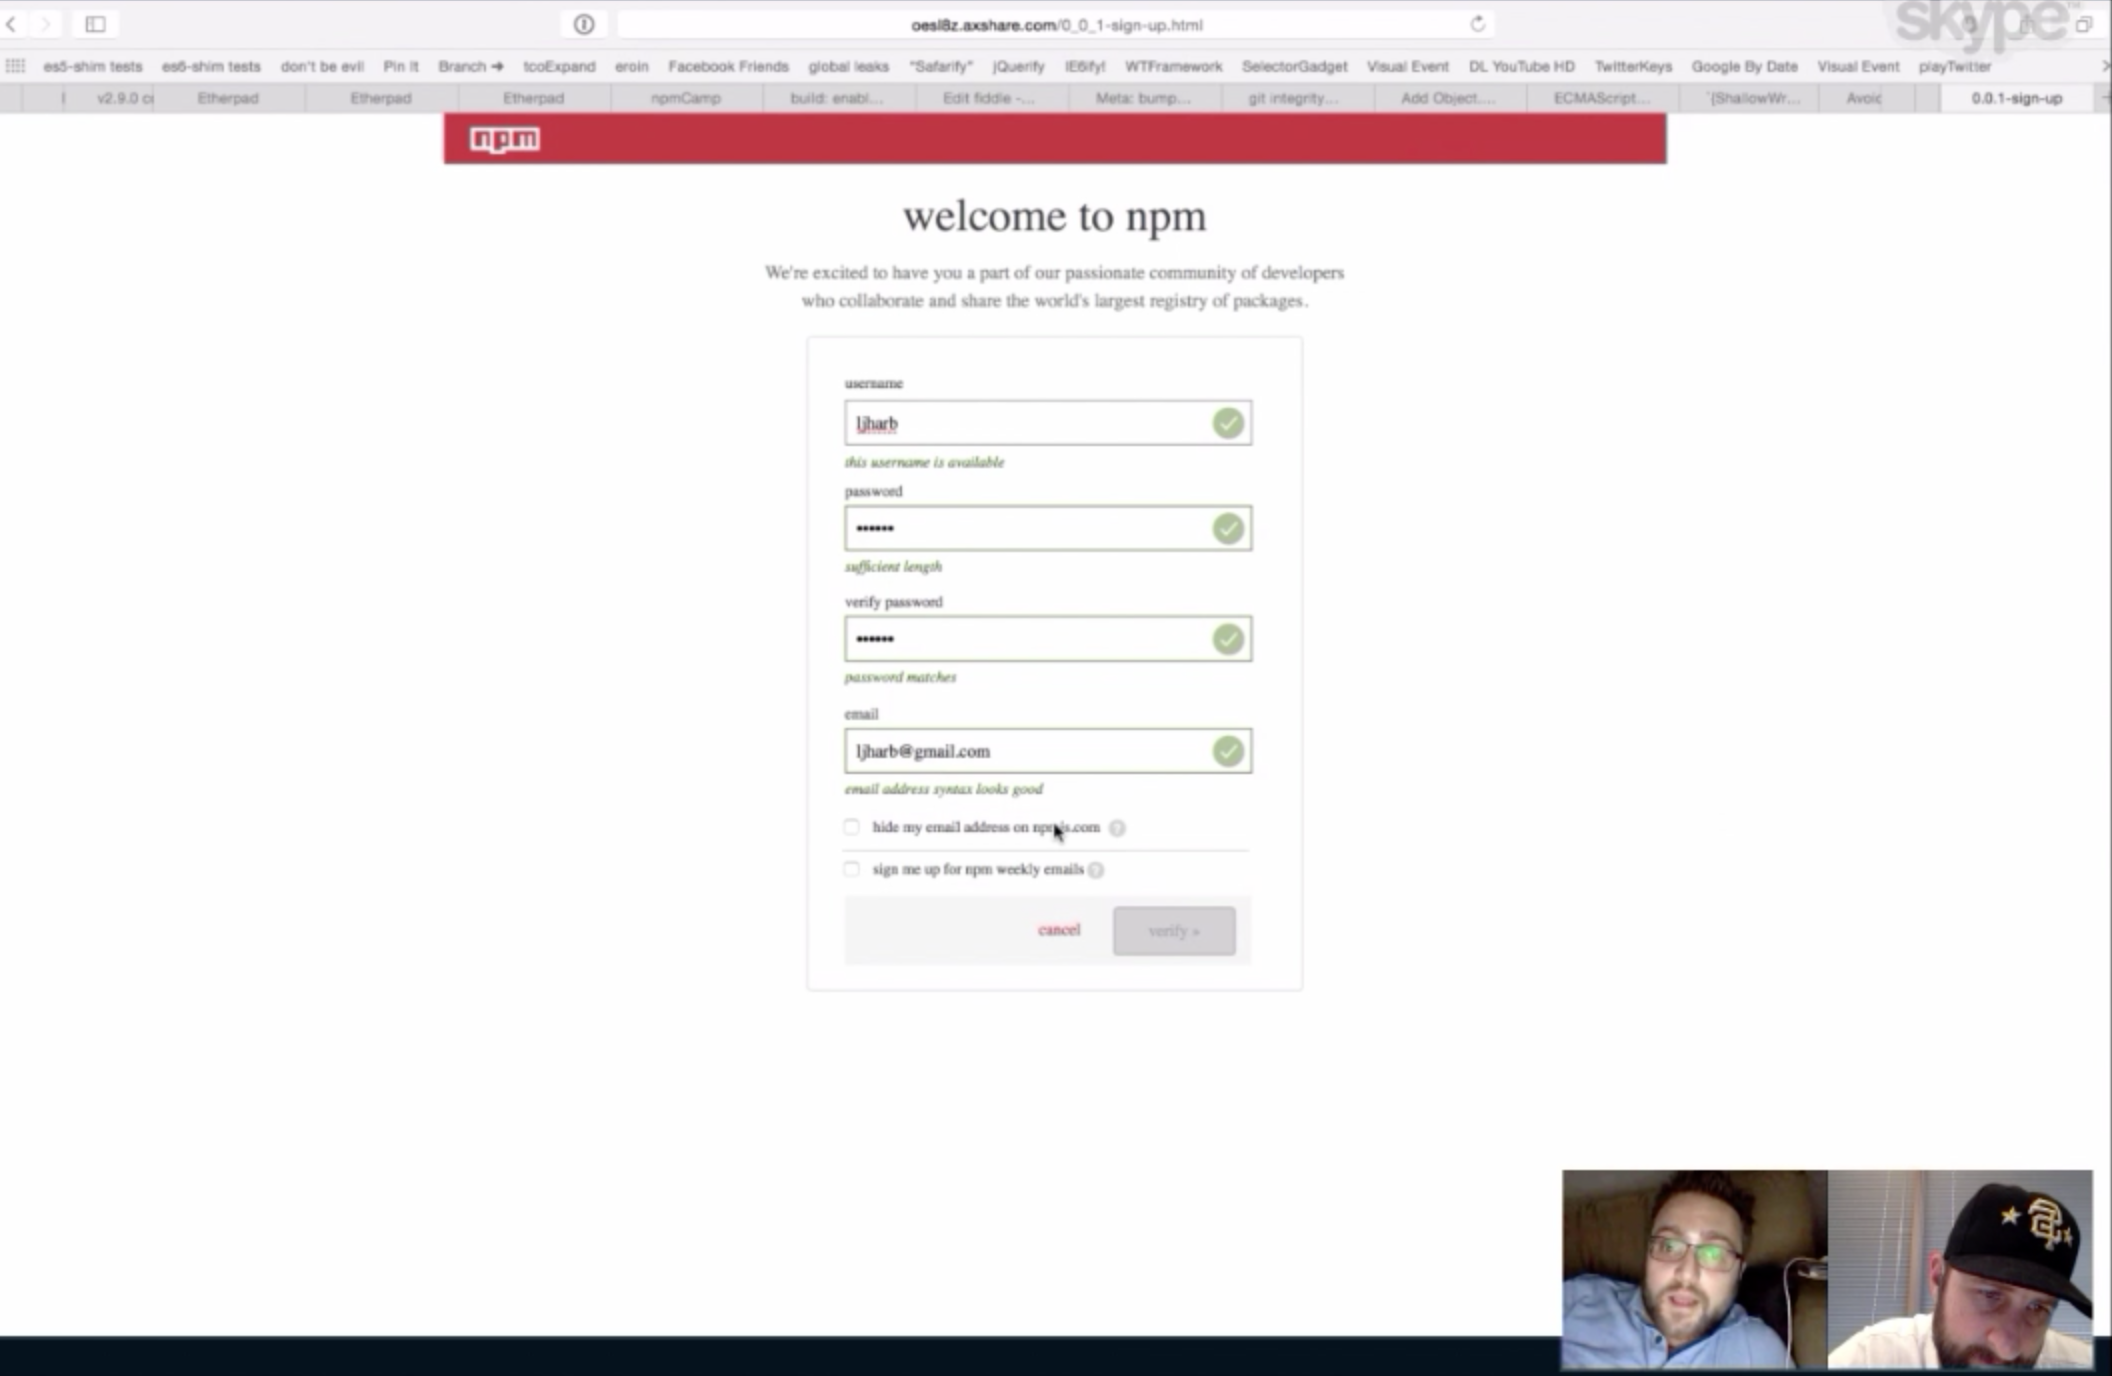 skype
oesl8z.axshare.com/0_0_1-sign-up.html
es5-shim tests es6-shim tests don't be evil Pin It Branch → tcoExpand eroin Facebook Friends global leaks "Safarify" jQuerify IE6ify! WTFramework SelectorGadget Visual Event DL YouTube HD TwitterKeys Google By Date Visual Event playTwitter
v2.9.0 Etherpad Etherpad Etherpad npmCamp build: enabl... Edit fiddle -... Meta: bump... git integrity... Add Object.... ECMAScript... `{ShallowWr... Avoid 0.0.1-sign-up
npm
welcome to npm
We're excited to have you a part of our passionate community of developers
who collaborate and share the world's largest registry of packages.
username
ljharb
this username is available
password
••••••
sufficient length
verify password
••••••
password matches
email
ljharb@gmail.com
email address syntax looks good
hide my email address on npmjs.com ?
sign me up for npm weekly emails ?
cancel verify »